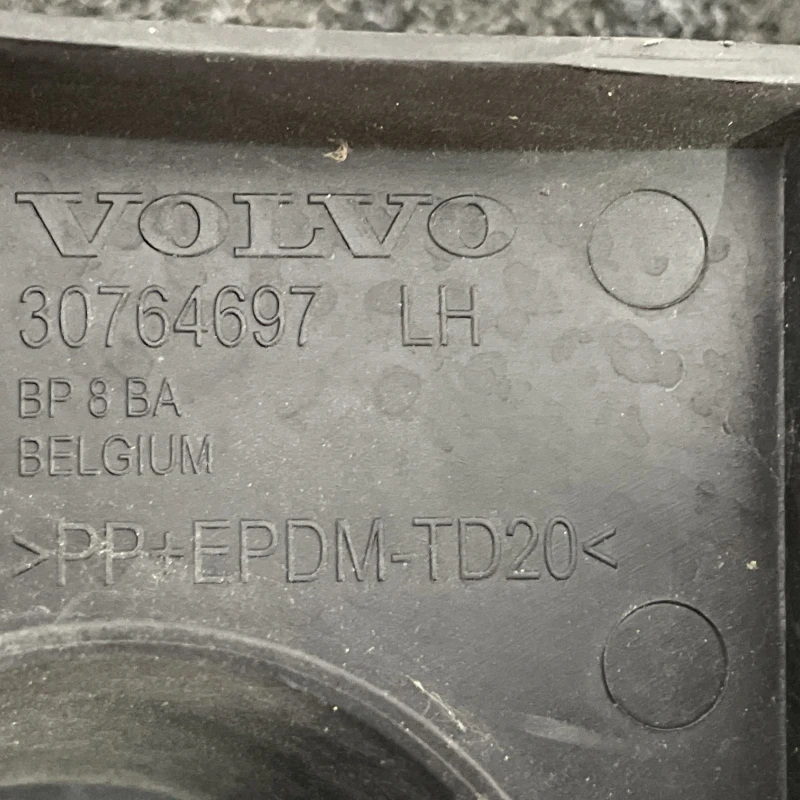 VOLVO
30764697 LH
BP 8 BA
BELGIUM
>PP+EPDM-TD20<